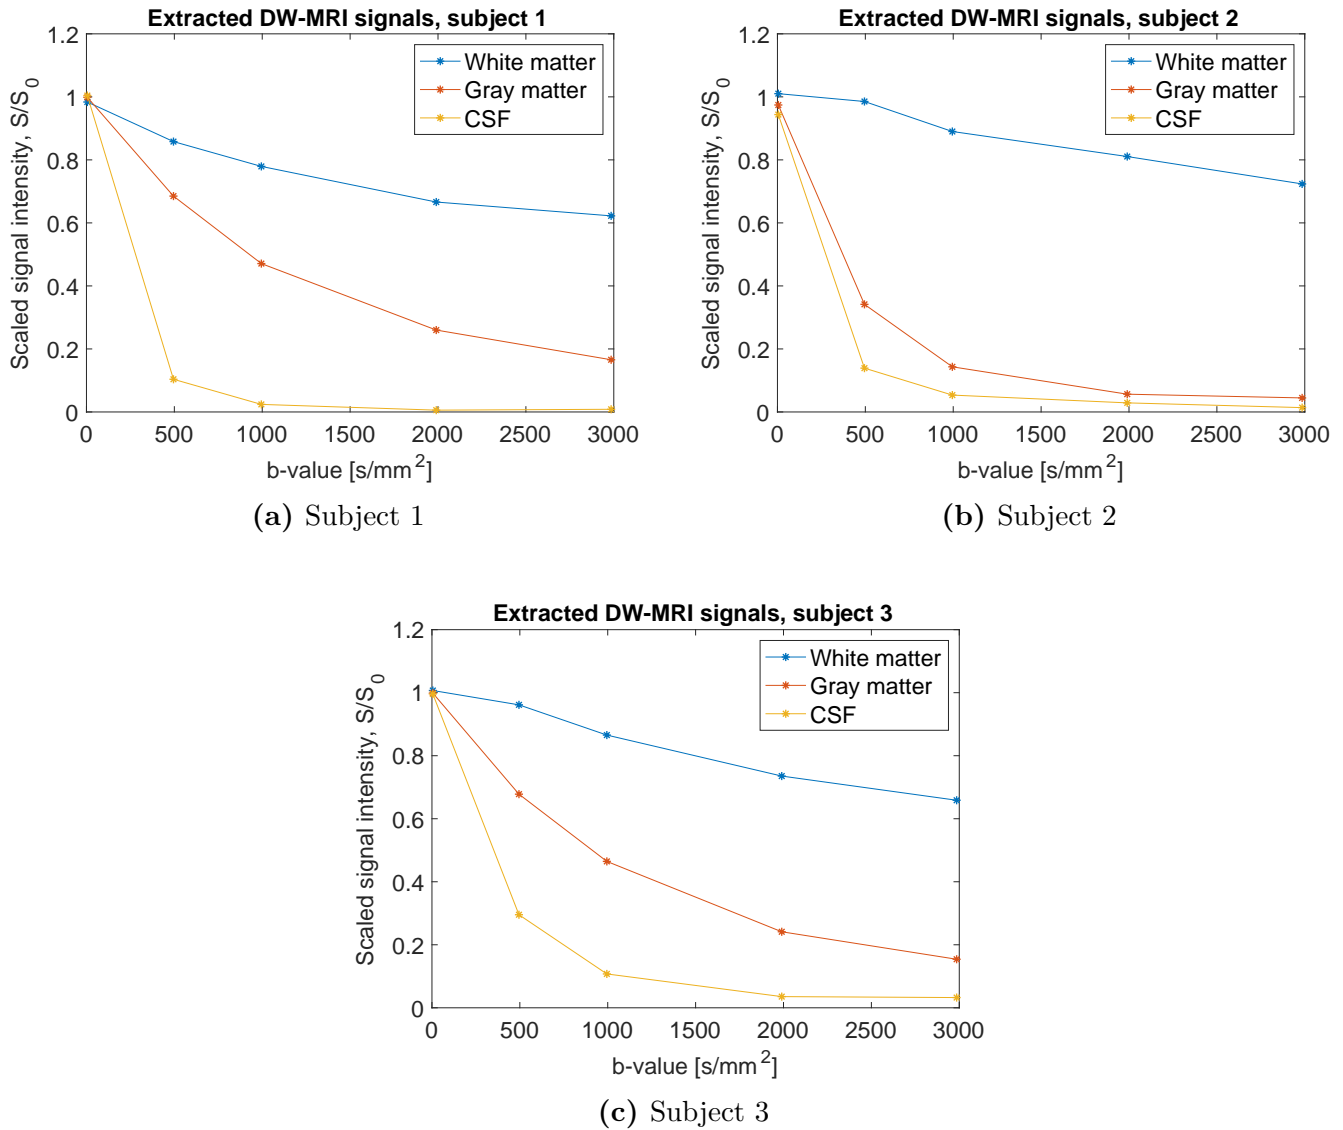 Extracted DW-MRI signals, subject 1
Scaled signal intensity, S/S0
1.2
1
0.8
0.6
0.4
0.2
0
White matter
Gray matter
CSF
0 500 1000 1500 2000 2500 3000
b-value [s/mm2]
(a) Subject 1
Extracted DW-MRI signals, subject 2
Scaled signal intensity, S/S0
1.2
1
0.8
0.6
0.4
0.2
0
White matter
Gray matter
CSF
0 500 1000 1500 2000 2500 3000
b-value [s/mm2]
(b) Subject 2
Extracted DW-MRI signals, subject 3
Scaled signal intensity, S/S0
1.2
1
0.8
0.6
0.4
0.2
0
White matter
Gray matter
CSF
0 500 1000 1500 2000 2500 3000
b-value [s/mm2]
(c) Subject 3